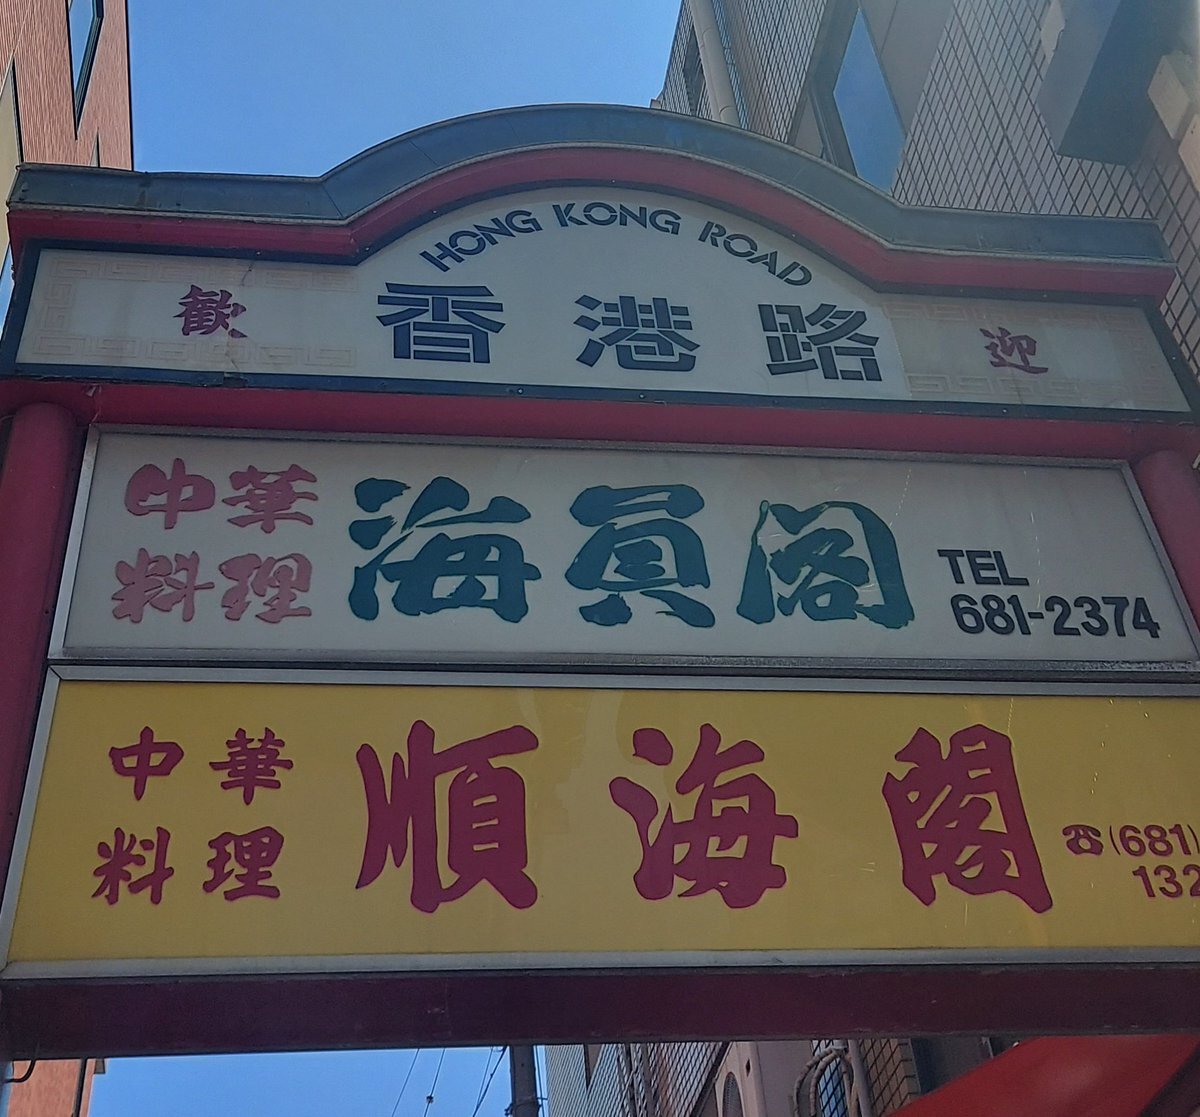 HONG KONG ROAD
歓 香港路 迎
中華
料理
海員閣
TEL
681-2374
中華
料理
順海閣
☎(681)
132